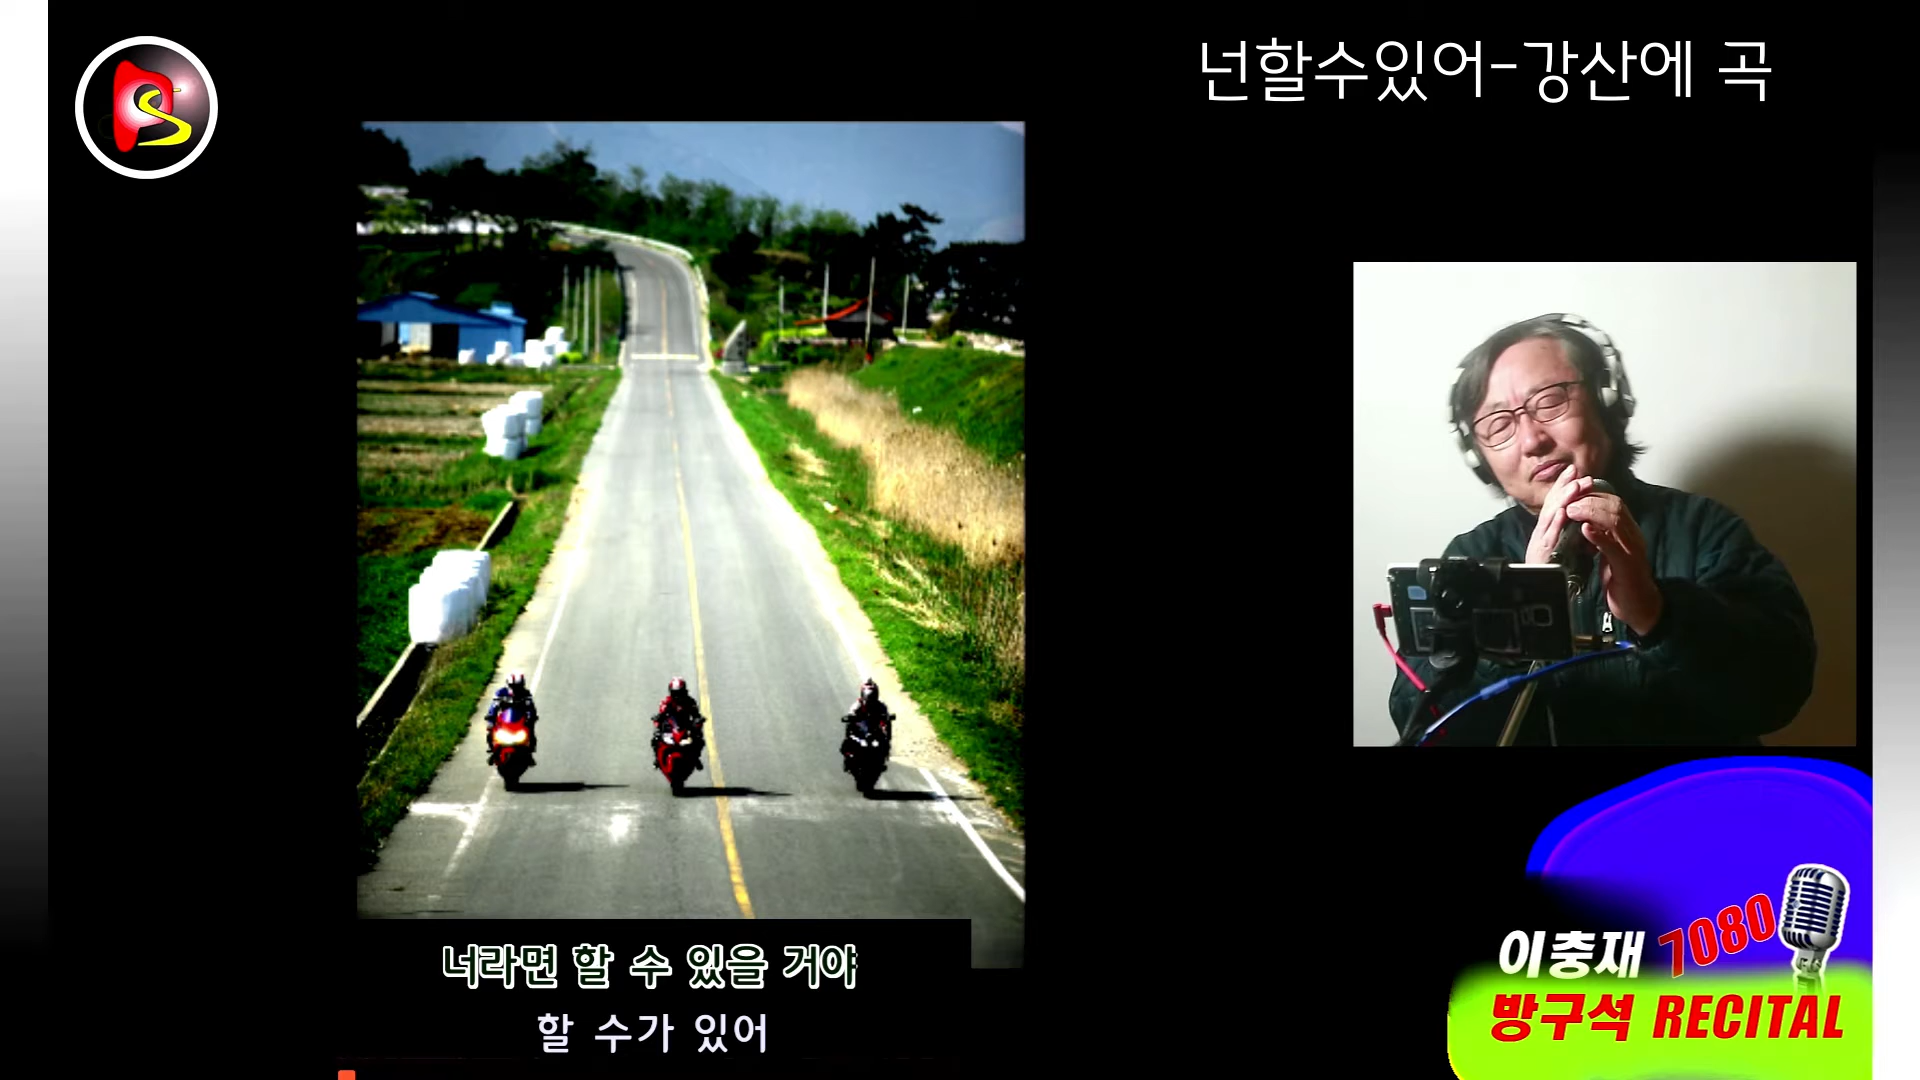 넌할수있어-강산에 곡
너라면 할 수 있을 거야
할 수가 있어
이충재 7080
방구석 RECITAL